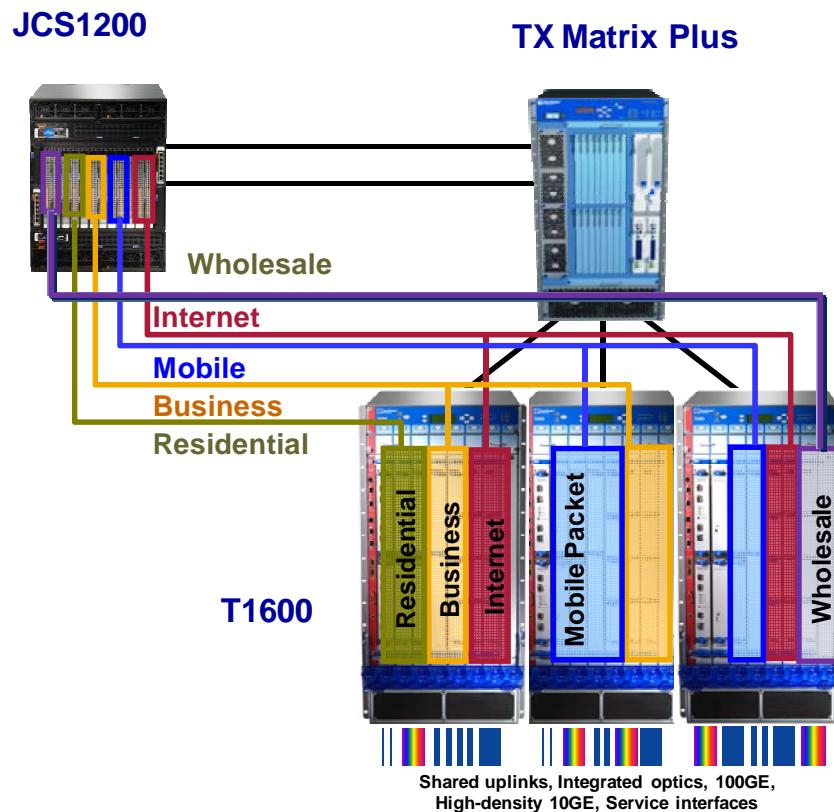 JCS1200
TX Matrix Plus
Wholesale
Internet
Mobile
Business
Residential
T1600
Residential
Business
Internet
Mobile Packet
Wholesale
Shared uplinks, Integrated optics, 100GE,
High-density 10GE, Service interfaces